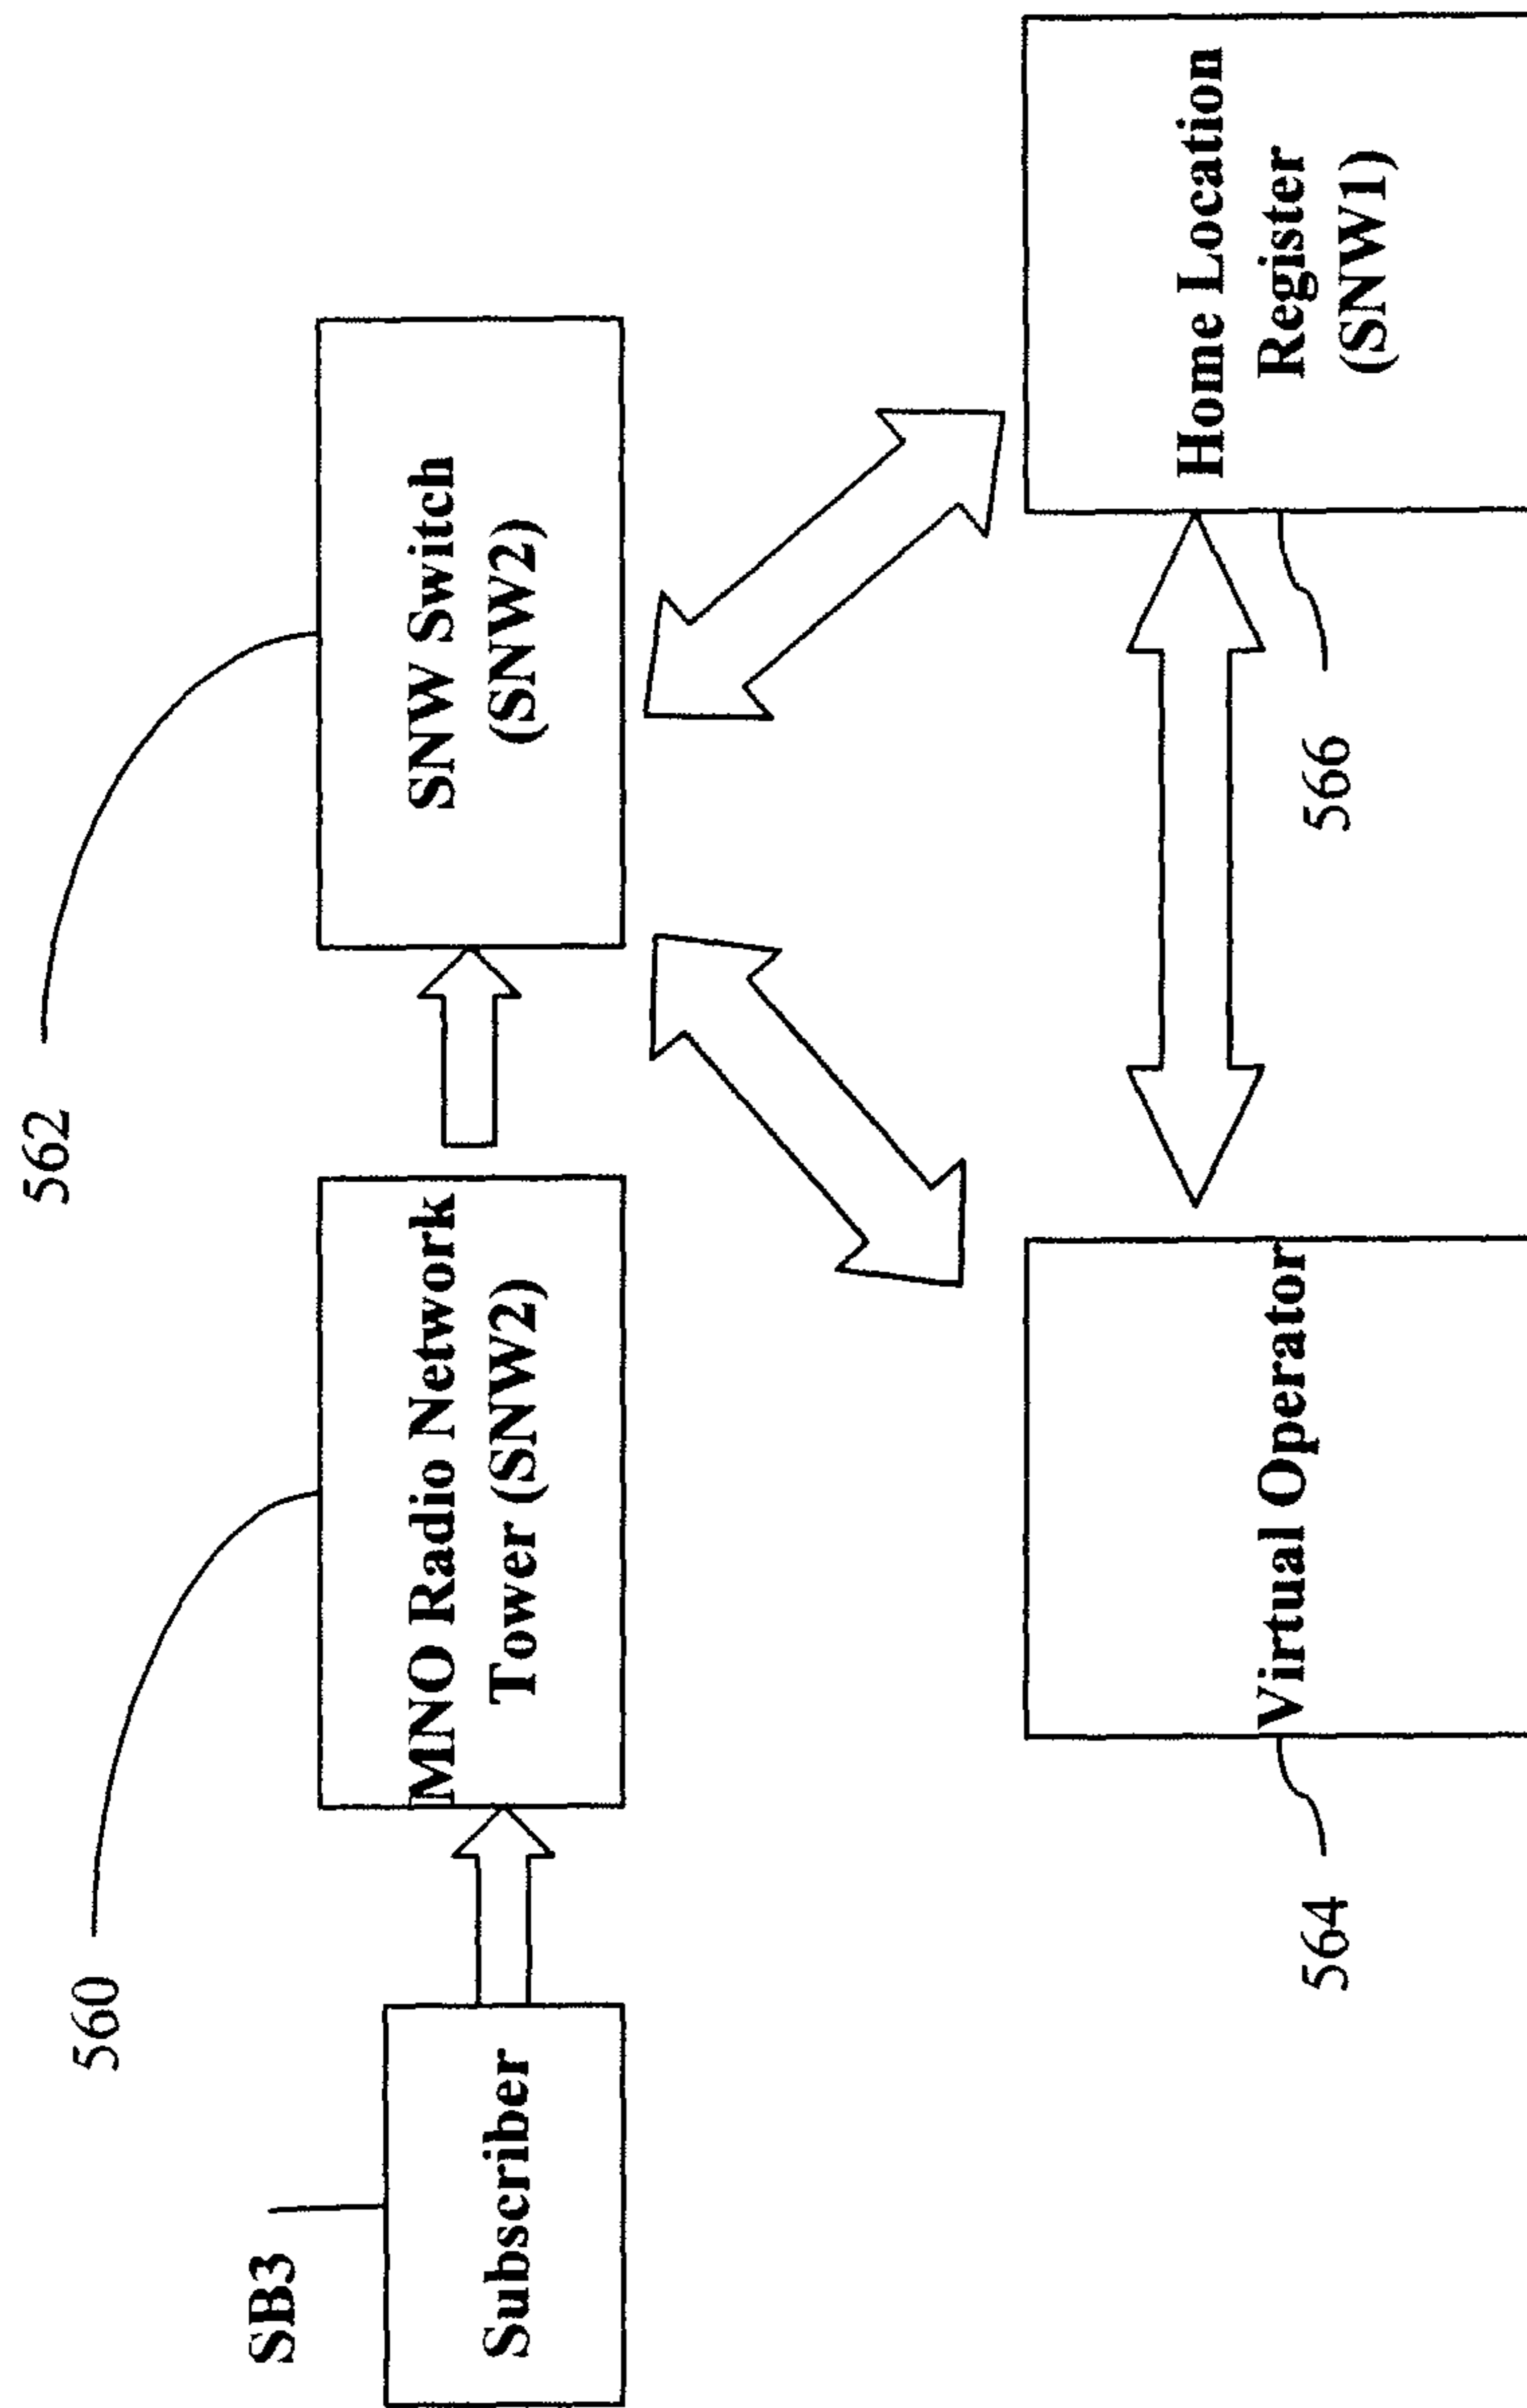 562
560
SB3
Subscriber
MNO Radio Network
Tower (SNW2)
SNW Switch
(SNW2)
Virtual Operator
564
Home Location
Register
(SNW1)
566